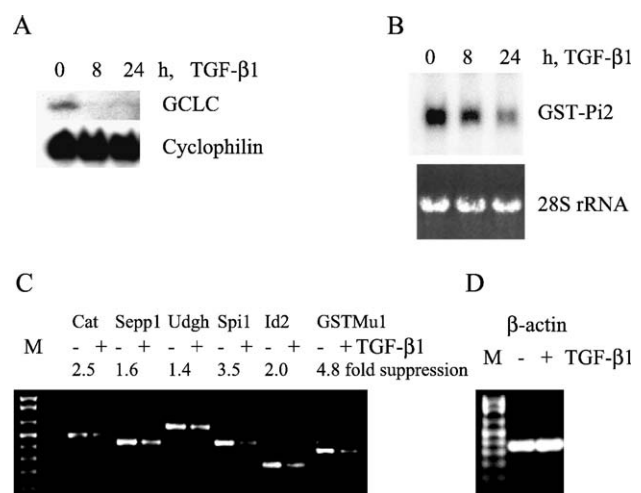 A
0 8 24 h, TGF-β1
GCLC
Cyclophilin
B
0 8 24 h, TGF-β1
GST-Pi2
28S rRNA
C
Cat Sepp1 Udgh Spi1 Id2 GSTMu1
M - + - + - + - + - + - + TGF-β1
2.5 1.6 1.4 3.5 2.0 4.8 fold suppression
D
β-actin
M - + TGF-β1